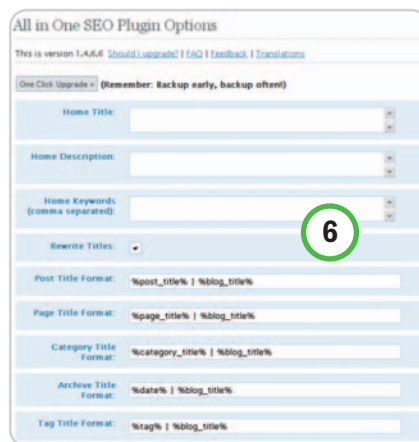 All in One SEO Plugin Options
This is version 1.4.6.6 Should I upgrade? | FAQ | Feedback | Translations
One Click Upgrade » (Remember: Backup early, backup often!)
Home Title:
Home Description:
Home Keywords
(comma separated):
6
Rewrite Titles:
Post Title Format: %post_title% | %blog_title%
Page Title Format: %page_title% | %blog_title%
Category Title
Format: %category_title% | %blog_title%
Archive Title
Format: %date% | %blog_title%
Tag Title Format: %tag% | %blog_title%